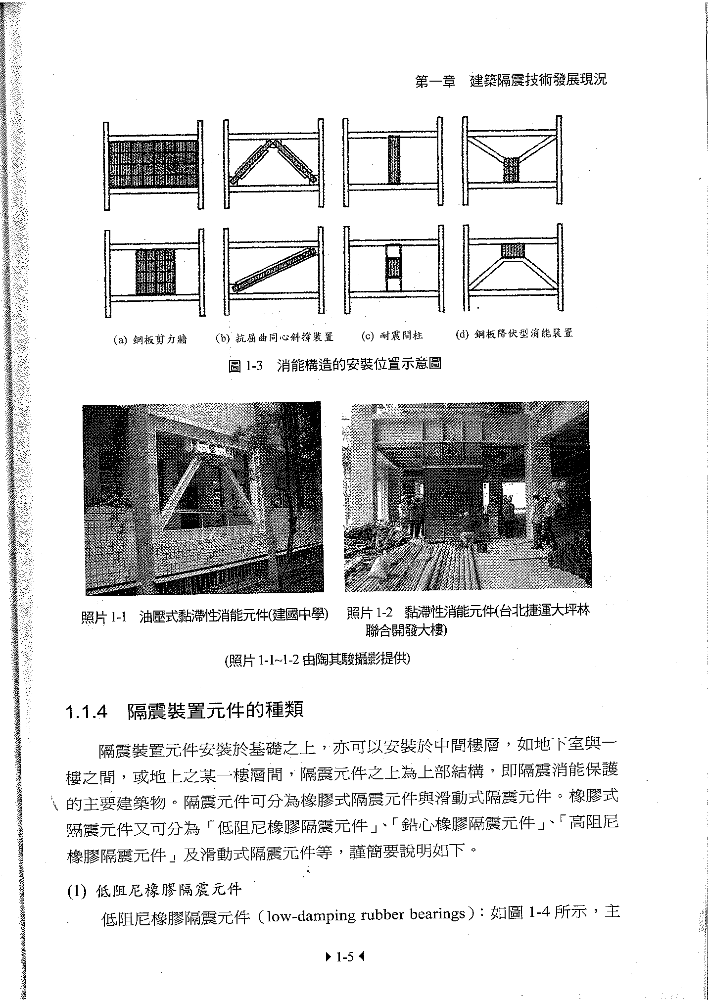 第一章　建築隔震技術發展現況
(a) 鋼板剪力牆
(b) 抗屈曲同心斜撐裝置
(c) 耐震間柱
(d) 鋼板降伏型消能裝置
圖 1-3　消能構造的安裝位置示意圖
照片 1-1　油壓式黏滯性消能元件(建國中學)
照片 1-2　黏滯性消能元件(台北捷運大坪林
聯合開發大樓)
(照片 1-1~1-2 由陶其駿攝影提供)
1.1.4　隔震裝置元件的種類
隔震裝置元件安裝於基礎之上，亦可以安裝於中間樓層，如地下室與一
樓之間，或地上之某一樓層間，隔震元件之上為上部結構，即隔震消能保護
的主要建築物。隔震元件可分為橡膠式隔震元件與滑動式隔震元件。橡膠式
隔震元件又可分為「低阻尼橡膠隔震元件」、「鉛心橡膠隔震元件」、「高阻尼
橡膠隔震元件」及滑動式隔震元件等，謹簡要說明如下。
(1) 低阻尼橡膠隔震元件
低阻尼橡膠隔震元件（low-damping rubber bearings）：如圖 1-4 所示，主
1-5